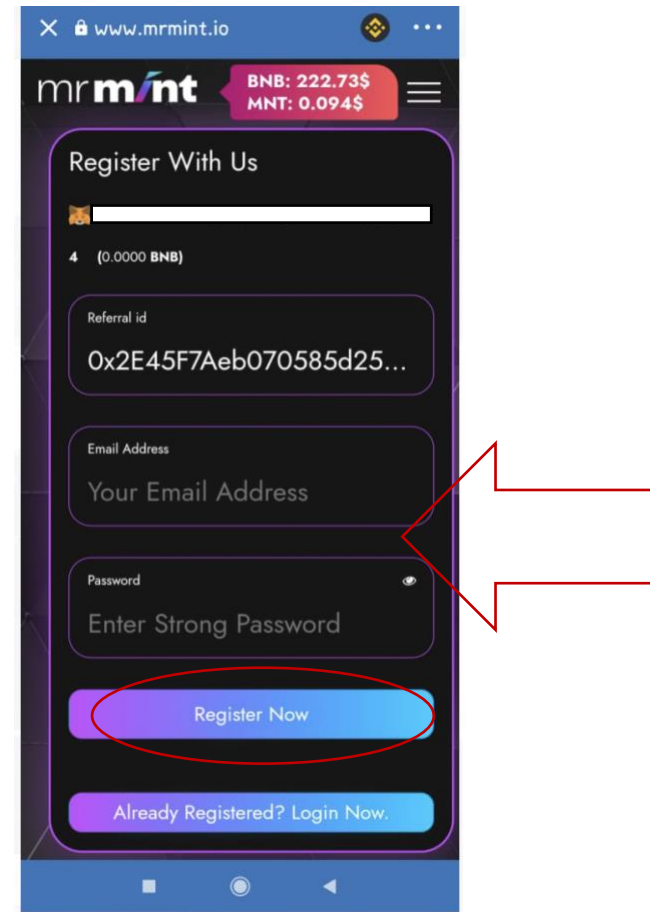 www.mrmint.io
mrmint
BNB: 222.73$
MNT: 0.094$
Register With Us
4 (0.0000 BNB)
Referral id
0x2E45F7Aeb070585d25...
Email Address
Your Email Address
Password
Enter Strong Password
Register Now
Already Registered? Login Now.